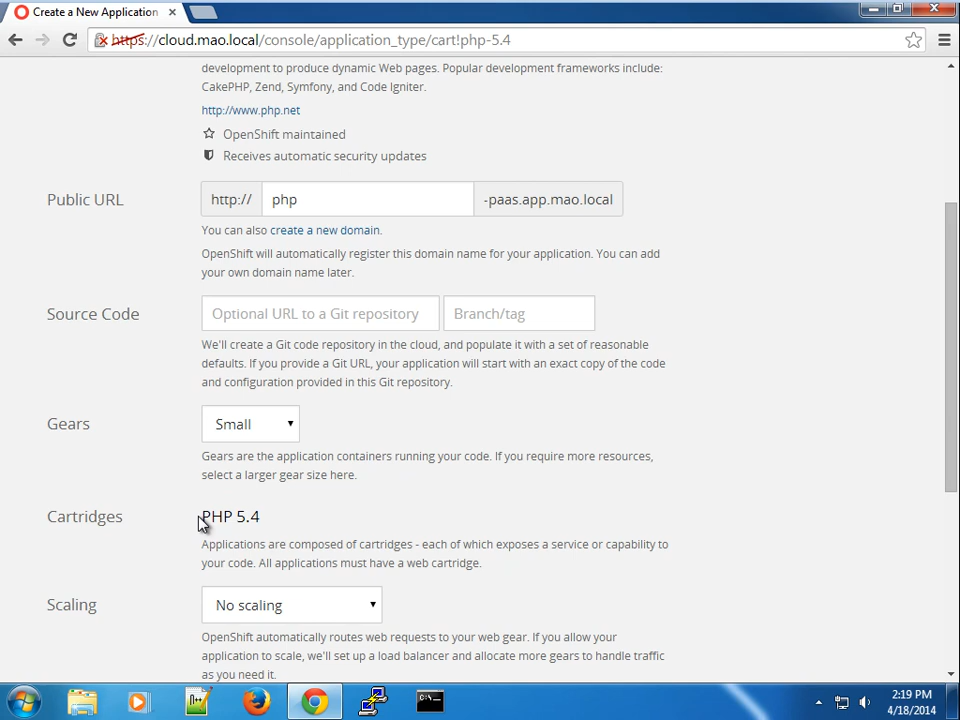 Create a New Application
https://cloud.mao.local/console/application_type/cart!php-5.4
development to produce dynamic Web pages. Popular development frameworks include:
CakePHP, Zend, Symfony, and Code Igniter.
http://www.php.net
OpenShift maintained
Receives automatic security updates
Public URL
http://
php
-paas.app.mao.local
You can also create a new domain.
OpenShift will automatically register this domain name for your application. You can add
your own domain name later.
Source Code
Optional URL to a Git repository
Branch/tag
We'll create a Git code repository in the cloud, and populate it with a set of reasonable
defaults. If you provide a Git URL, your application will start with an exact copy of the code
and configuration provided in this Git repository.
Gears
Small
Gears are the application containers running your code. If you require more resources,
select a larger gear size here.
Cartridges
PHP 5.4
Applications are composed of cartridges - each of which exposes a service or capability to
your code. All applications must have a web cartridge.
Scaling
No scaling
OpenShift automatically routes web requests to your web gear. If you allow your
application to scale, we'll set up a load balancer and allocate more gears to handle traffic
as you need it.
2:19 PM
4/18/2014